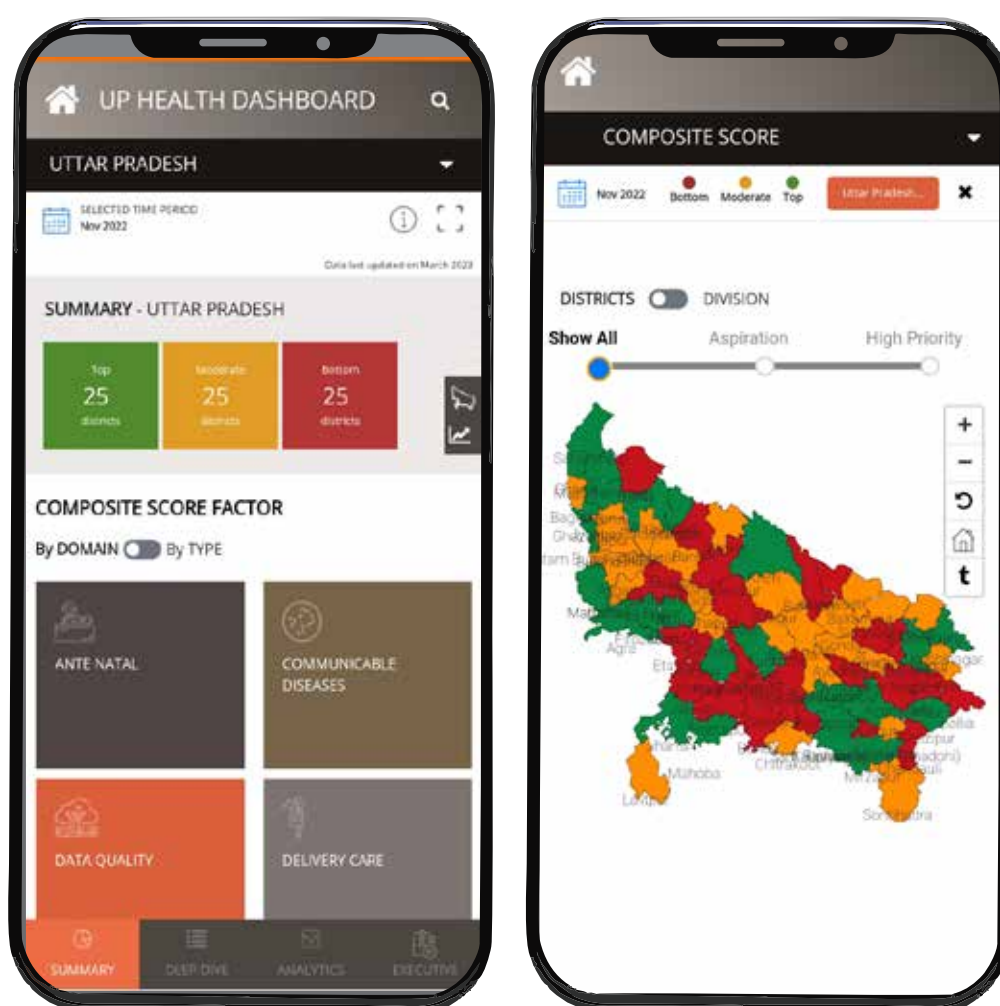 UP HEALTH DASHBOARD
UTTAR PRADESH
SELECTED TIME PERIOD
Nov 2022
Data last updated on March 2023
SUMMARY - UTTAR PRADESH
Top
25
districts
Moderate
25
districts
Bottom
25
districts
COMPOSITE SCORE FACTOR
By DOMAIN By TYPE
ANTE NATAL
COMMUNICABLE
DISEASES
DATA QUALITY
DELIVERY CARE
SUMMARY DEEP DIVE ANALYTICS EXECUTIVE
COMPOSITE SCORE
Nov 2022 Bottom Moderate Top Uttar Pradesh...
DISTRICTS DIVISION
Show All Aspiration High Priority
+
−
t
Agra
Mahoba
Chitrakoot